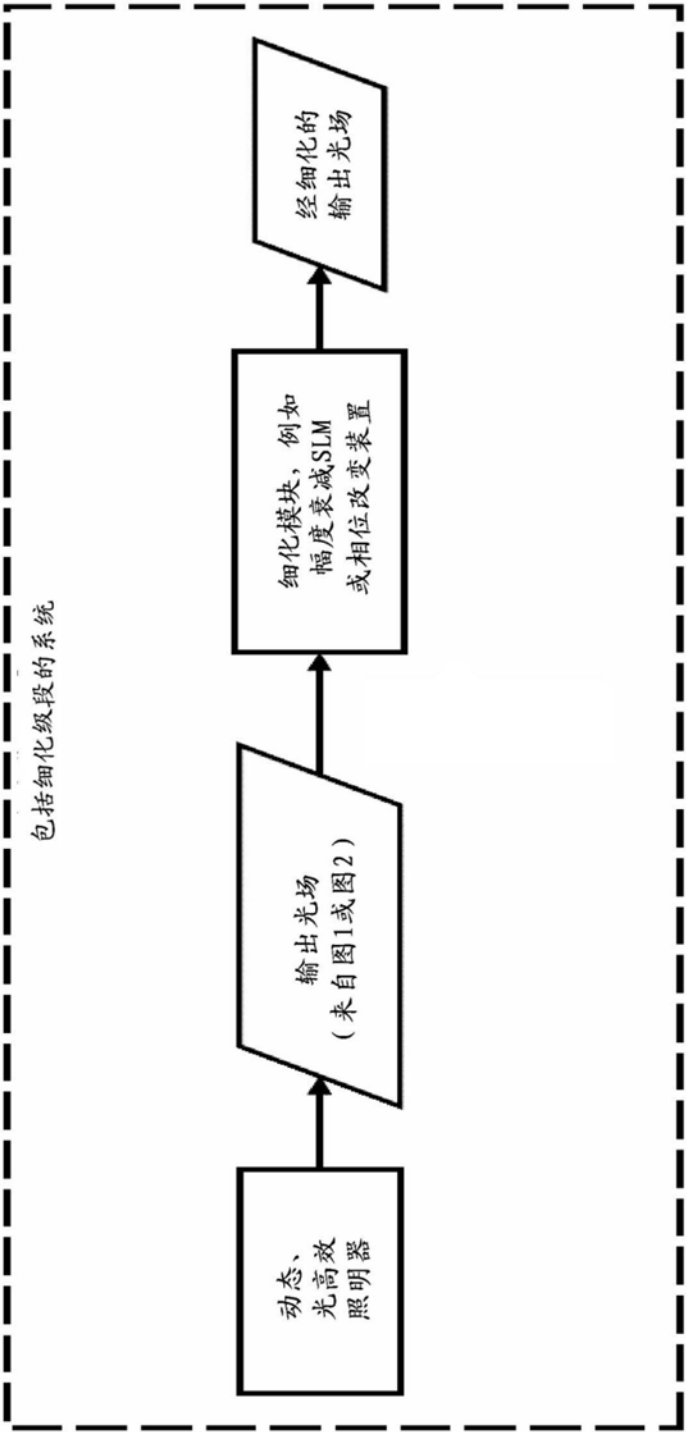 包括细化级段的系统
动态、
光高效
照明器
输出光场
(来自图1或图2)
细化模块, 例如
幅度衰减SLM
或相位改变装置
经细化的
输出光场